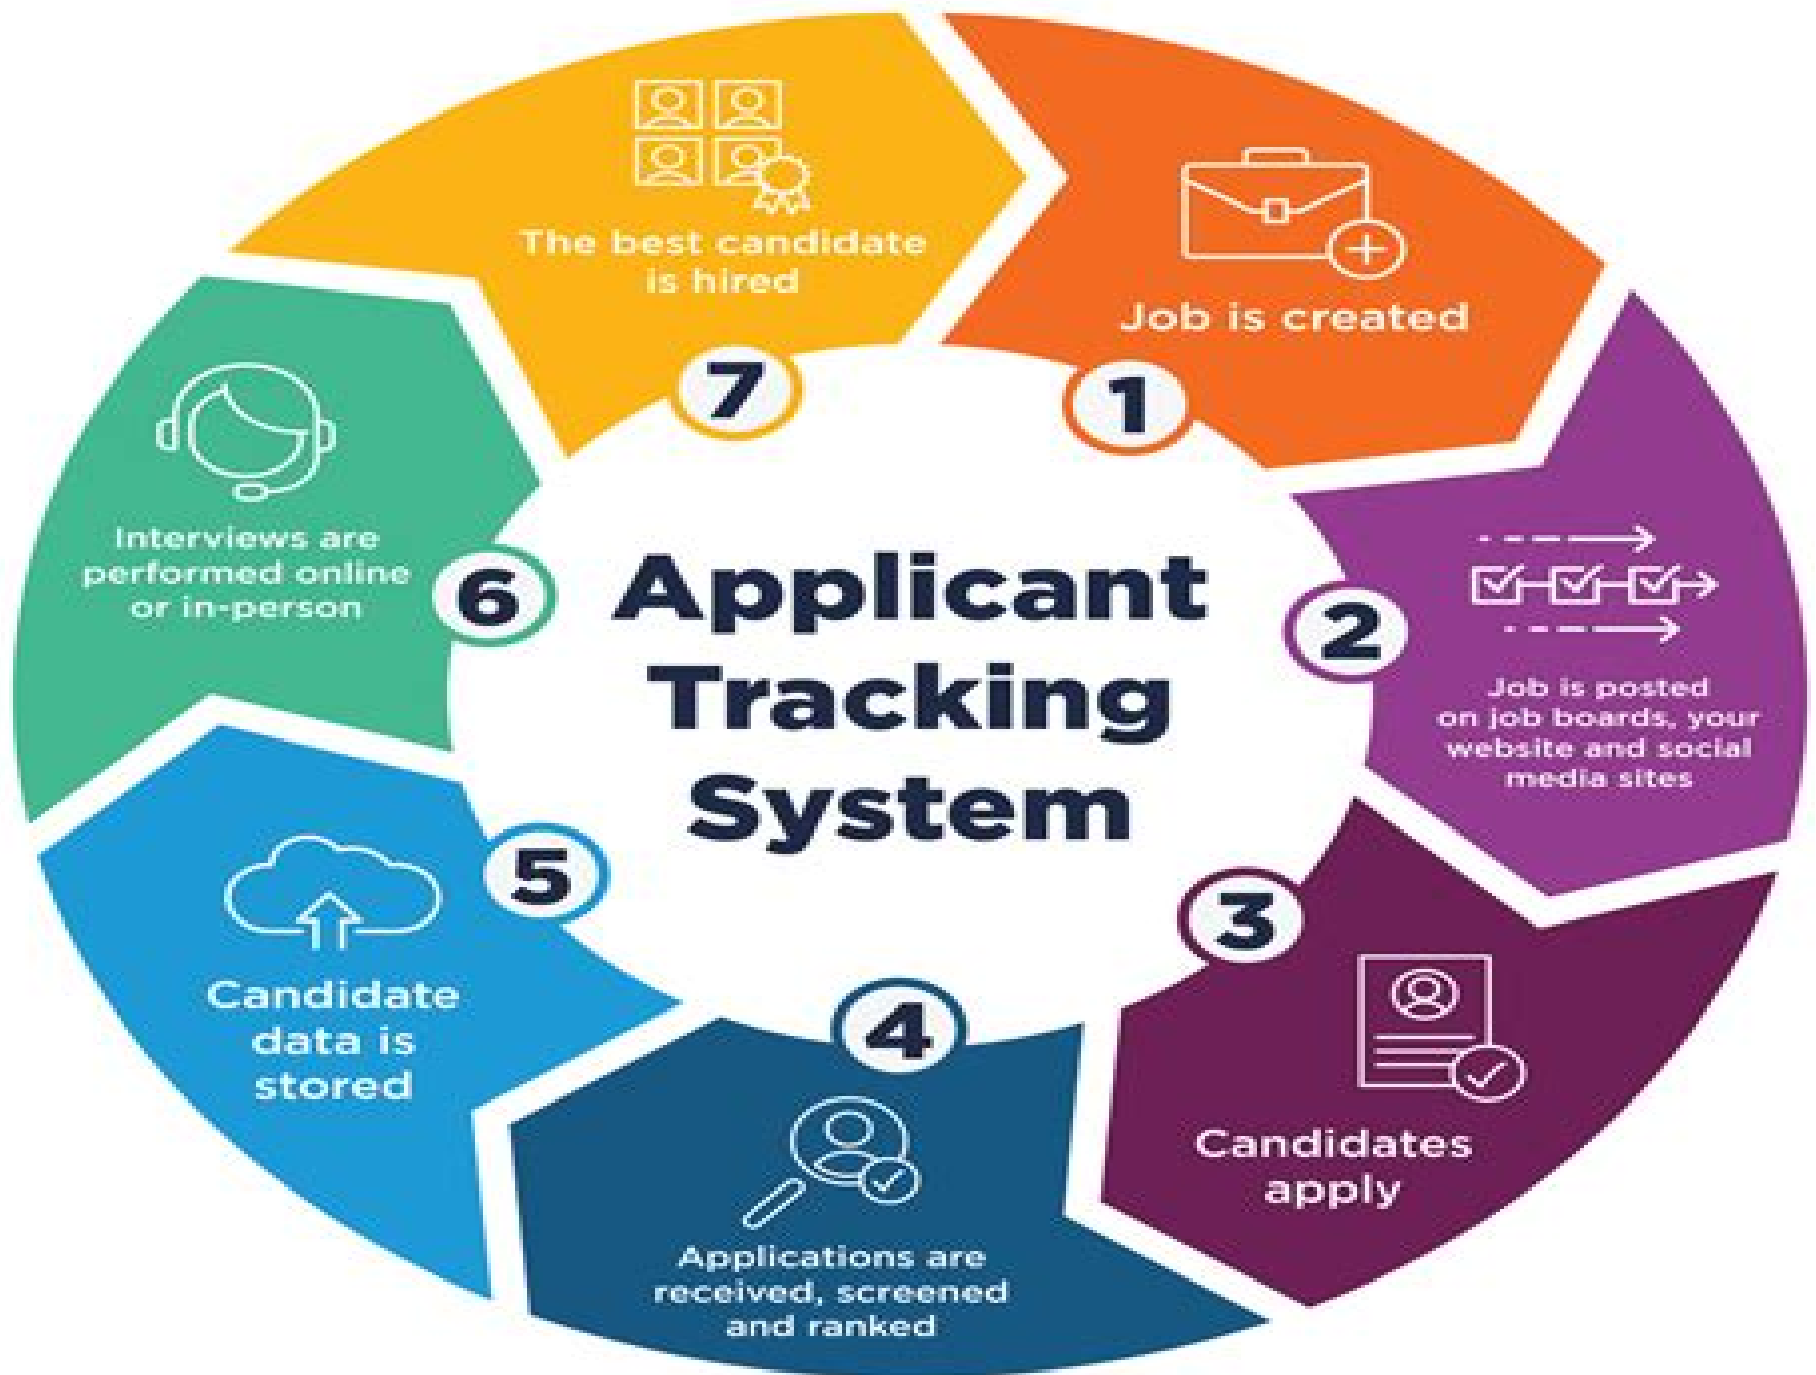 Applicant
Tracking
System
1
Job is created
2
Job is posted
on job boards, your
website and social
media sites
3
Candidates
apply
4
Applications are
received, screened
and ranked
5
Candidate
data is
stored
6
Interviews are
performed online
or in-person
7
The best candidate
is hired